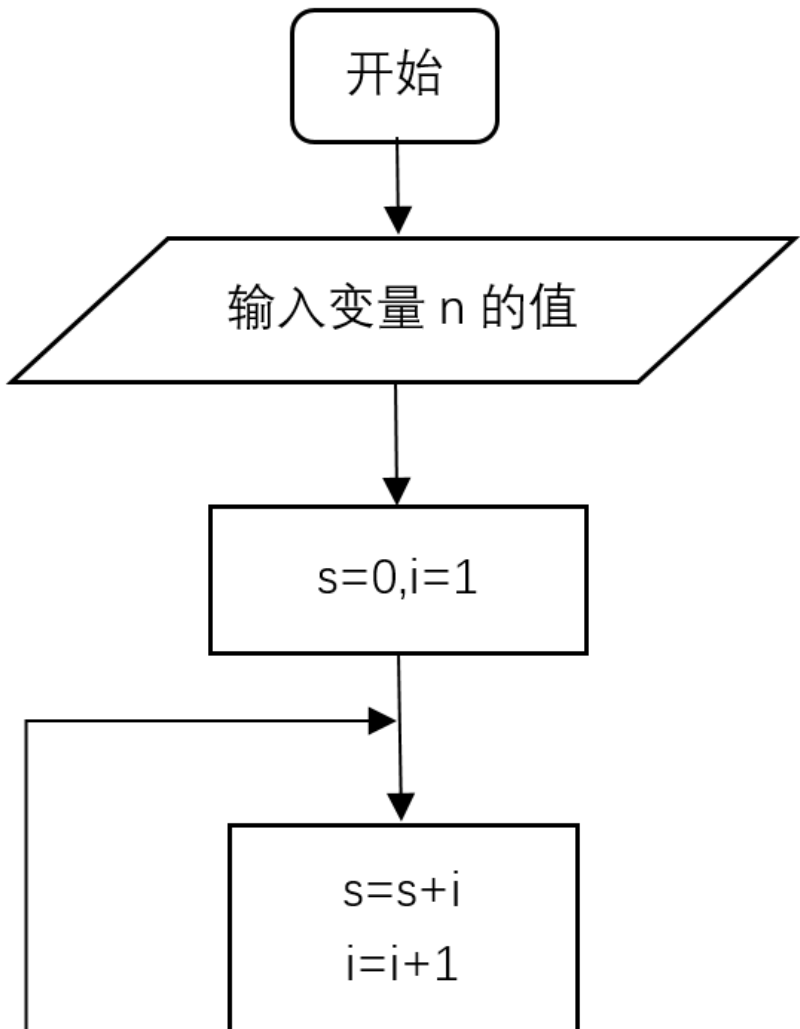 开始
输入变量 n 的值
s=0,i=1
s=s+i
i=i+1